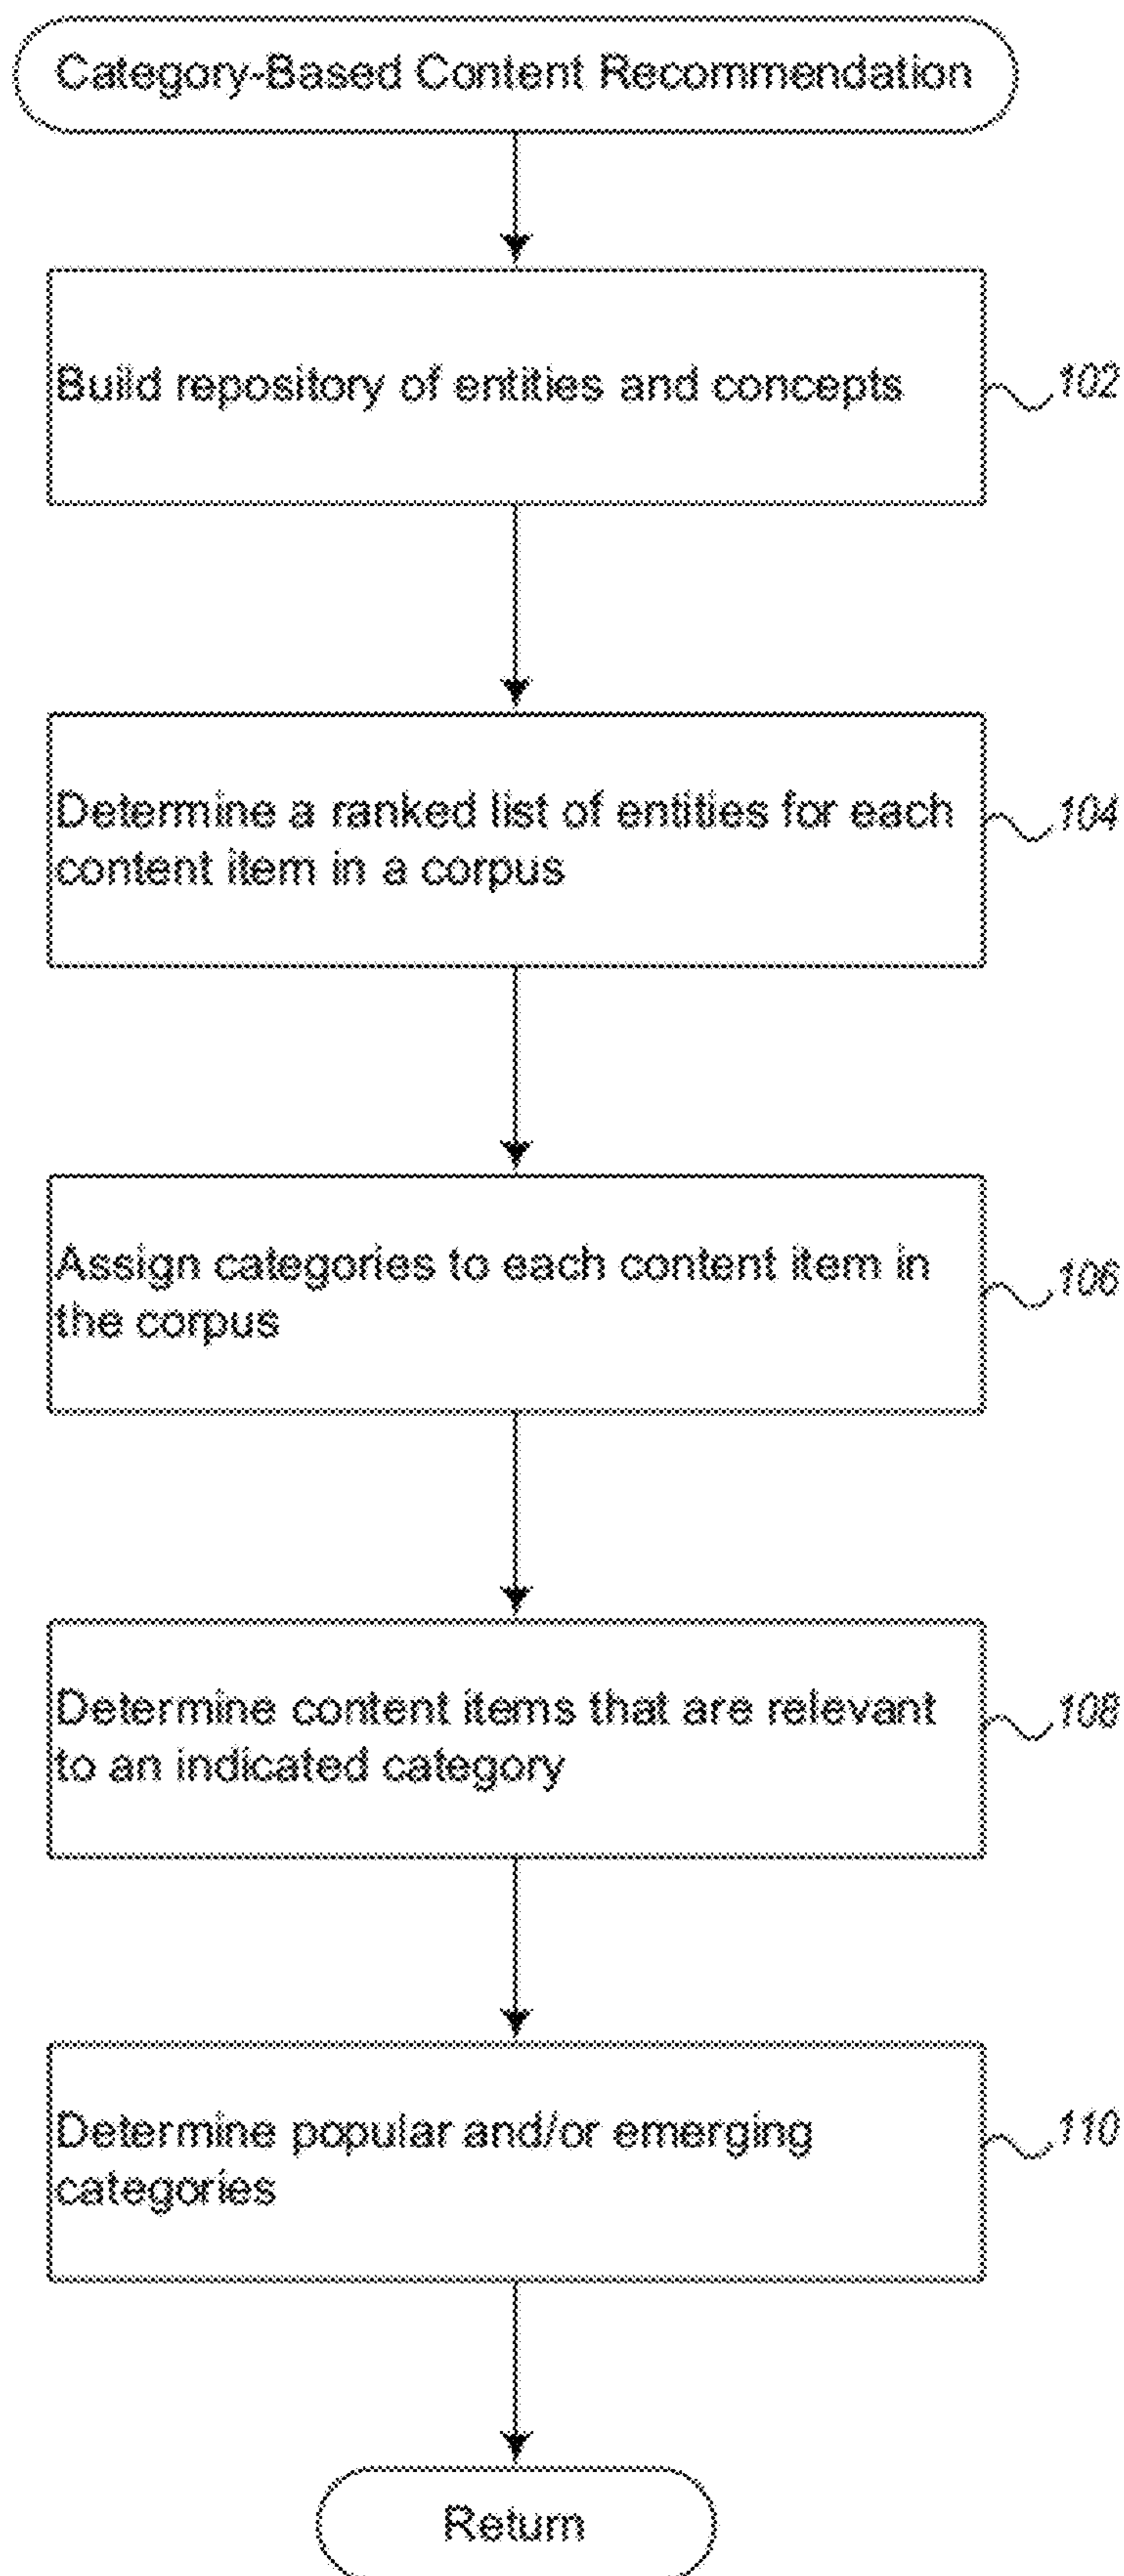 Category-Based Content Recommendation
Build repository of entities and concepts
102
Determine a ranked list of entities for each
content item in a corpus
104
Assign categories to each content item in
the corpus
106
Determine content items that are relevant
to an indicated category
108
Determine popular and/or emerging
categories
110
Return